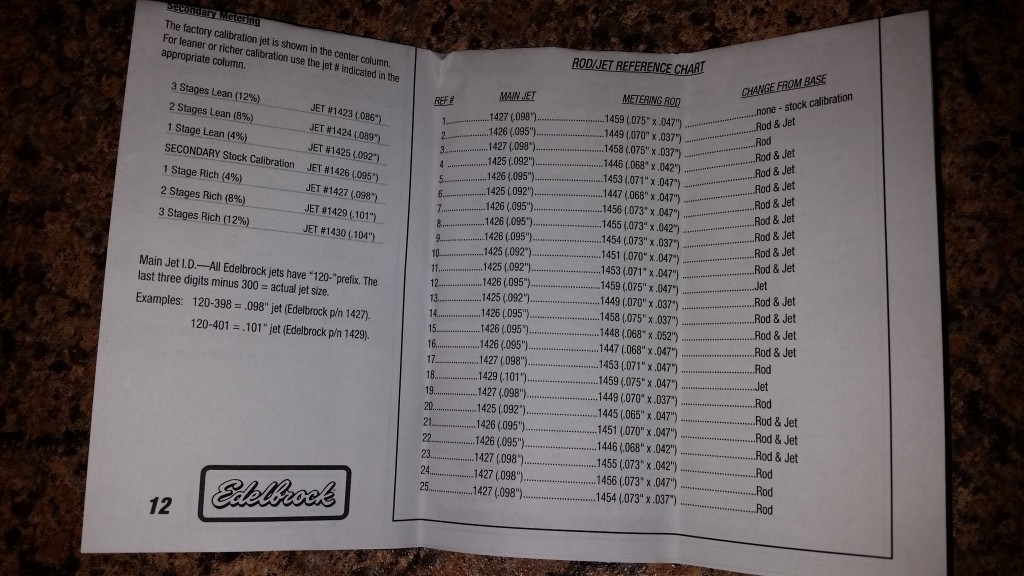 Secondary Metering
The factory calibration jet is shown in the center column.
For leaner or richer calibration use the jet # indicated in the
appropriate column.
3 Stages Lean (12%) JET #1423 (.086")
2 Stages Lean (8%) JET #1424 (.089")
1 Stage Lean (4%) JET #1425 (.092")
SECONDARY Stock Calibration JET #1426 (.095")
1 Stage Rich (4%) JET #1427 (.098")
2 Stages Rich (8%) JET #1429 (.101")
3 Stages Rich (12%) JET #1430 (.104")
Main Jet I.D.—All Edelbrock jets have "120-"prefix. The
last three digits minus 300 = actual jet size.
Examples: 120-398 = .098" jet (Edelbrock p/n 1427).
120-401 = .101" jet (Edelbrock p/n 1429).
12
Edelbrock
ROD/JET REFERENCE CHART
REF # MAIN JET METERING ROD CHANGE FROM BASE
1 1427 (.098") 1459 (.075" x .047") none - stock calibration
2 1426 (.095") 1449 (.070" x .037") Rod & Jet
3 1427 (.098") 1458 (.075" x .037") Rod
4 1425 (.092") 1446 (.068" x .042") Rod & Jet
5 1426 (.095") 1453 (.071" x .047") Rod & Jet
6 1425 (.092") 1447 (.068" x .047") Rod & Jet
7 1426 (.095") 1456 (.073" x .047") Rod & Jet
8 1426 (.095") 1455 (.073" x .042") Rod & Jet
9 1426 (.095") 1454 (.073" x .037") Rod & Jet
10 1425 (.092") 1451 (.070" x .047") Rod & Jet
11 1425 (.092") 1453 (.071" x .047") Rod & Jet
12 1426 (.095") 1459 (.075" x .047") Jet
13 1425 (.092") 1449 (.070" x .037") Rod & Jet
14 1426 (.095") 1458 (.075" x .037") Rod & Jet
15 1426 (.095") 1448 (.068" x .052") Rod & Jet
16 1426 (.095") 1447 (.068" x .047") Rod & Jet
17 1427 (.098") 1453 (.071" x .047") Rod
18 1429 (.101") 1459 (.075" x .047") Jet
19 1427 (.098") 1449 (.070" x .037") Rod
20 1425 (.092") 1445 (.065" x .047") Rod & Jet
21 1426 (.095") 1451 (.070" x .047") Rod & Jet
22 1426 (.095") 1446 (.068" x .042") Rod & Jet
23 1427 (.098") 1455 (.073" x .042") Rod
24 1427 (.098") 1456 (.073" x .047") Rod
25 1427 (.098") 1454 (.073" x .037") Rod